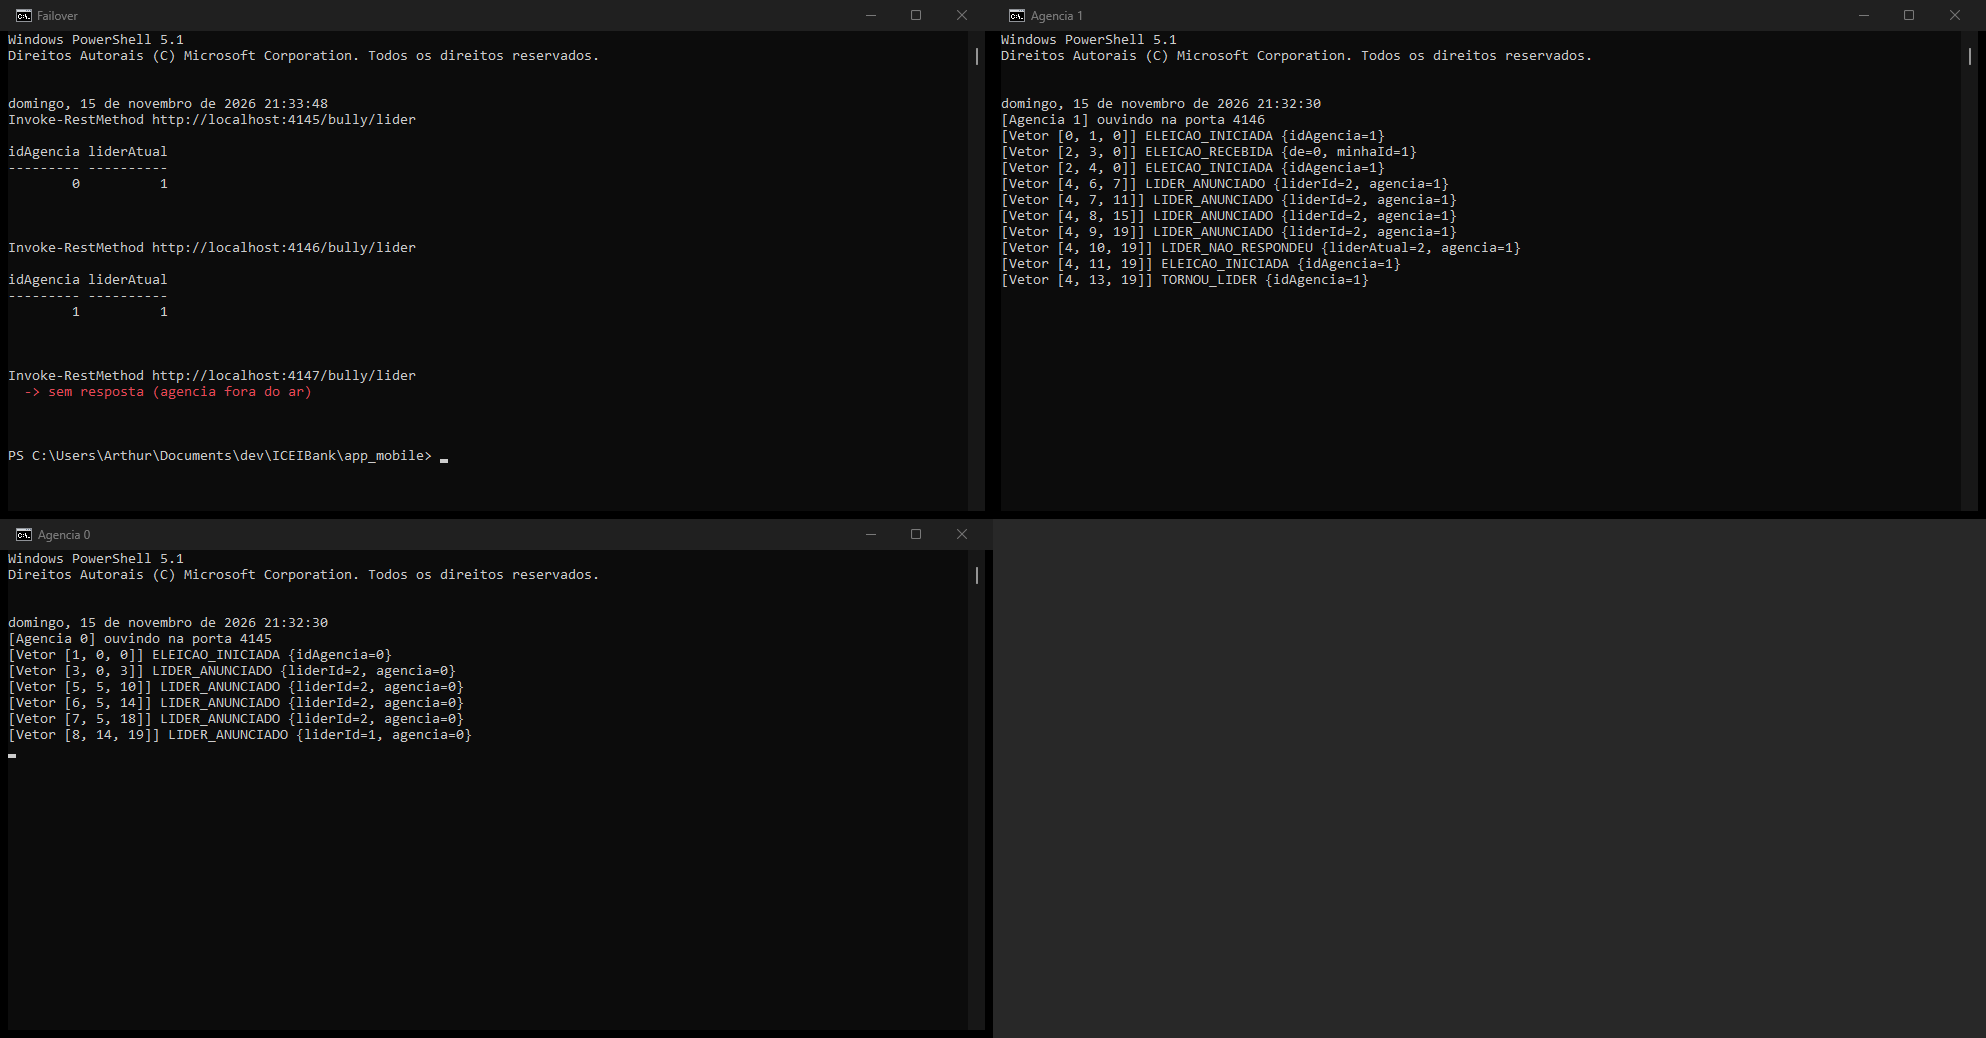 Failover
Windows PowerShell 5.1
Direitos Autorais (C) Microsoft Corporation. Todos os direitos reservados.
domingo, 15 de novembro de 2026 21:33:48
Invoke-RestMethod http://localhost:4145/bully/lider
idAgencia liderAtual
--------- ----------
0 1
Invoke-RestMethod http://localhost:4146/bully/lider
idAgencia liderAtual
--------- ----------
1 1
Invoke-RestMethod http://localhost:4147/bully/lider
-> sem resposta (agencia fora do ar)
PS C:\Users\Arthur\Documents\dev\ICEIBank\app_mobile>
Agencia 1
Windows PowerShell 5.1
Direitos Autorais (C) Microsoft Corporation. Todos os direitos reservados.
domingo, 15 de novembro de 2026 21:32:30
[Agencia 1] ouvindo na porta 4146
[Vetor [0, 1, 0]] ELEICAO_INICIADA {idAgencia=1}
[Vetor [2, 3, 0]] ELEICAO_RECEBIDA {de=0, minhaId=1}
[Vetor [2, 4, 0]] ELEICAO_INICIADA {idAgencia=1}
[Vetor [4, 6, 7]] LIDER_ANUNCIADO {liderId=2, agencia=1}
[Vetor [4, 7, 11]] LIDER_ANUNCIADO {liderId=2, agencia=1}
[Vetor [4, 8, 15]] LIDER_ANUNCIADO {liderId=2, agencia=1}
[Vetor [4, 9, 19]] LIDER_ANUNCIADO {liderId=2, agencia=1}
[Vetor [4, 10, 19]] LIDER_NAO_RESPONDEU {liderAtual=2, agencia=1}
[Vetor [4, 11, 19]] ELEICAO_INICIADA {idAgencia=1}
[Vetor [4, 13, 19]] TORNOU_LIDER {idAgencia=1}
Agencia 0
Windows PowerShell 5.1
Direitos Autorais (C) Microsoft Corporation. Todos os direitos reservados.
domingo, 15 de novembro de 2026 21:32:30
[Agencia 0] ouvindo na porta 4145
[Vetor [1, 0, 0]] ELEICAO_INICIADA {idAgencia=0}
[Vetor [3, 0, 3]] LIDER_ANUNCIADO {liderId=2, agencia=0}
[Vetor [5, 5, 10]] LIDER_ANUNCIADO {liderId=2, agencia=0}
[Vetor [6, 5, 14]] LIDER_ANUNCIADO {liderId=2, agencia=0}
[Vetor [7, 5, 18]] LIDER_ANUNCIADO {liderId=2, agencia=0}
[Vetor [8, 14, 19]] LIDER_ANUNCIADO {liderId=1, agencia=0}